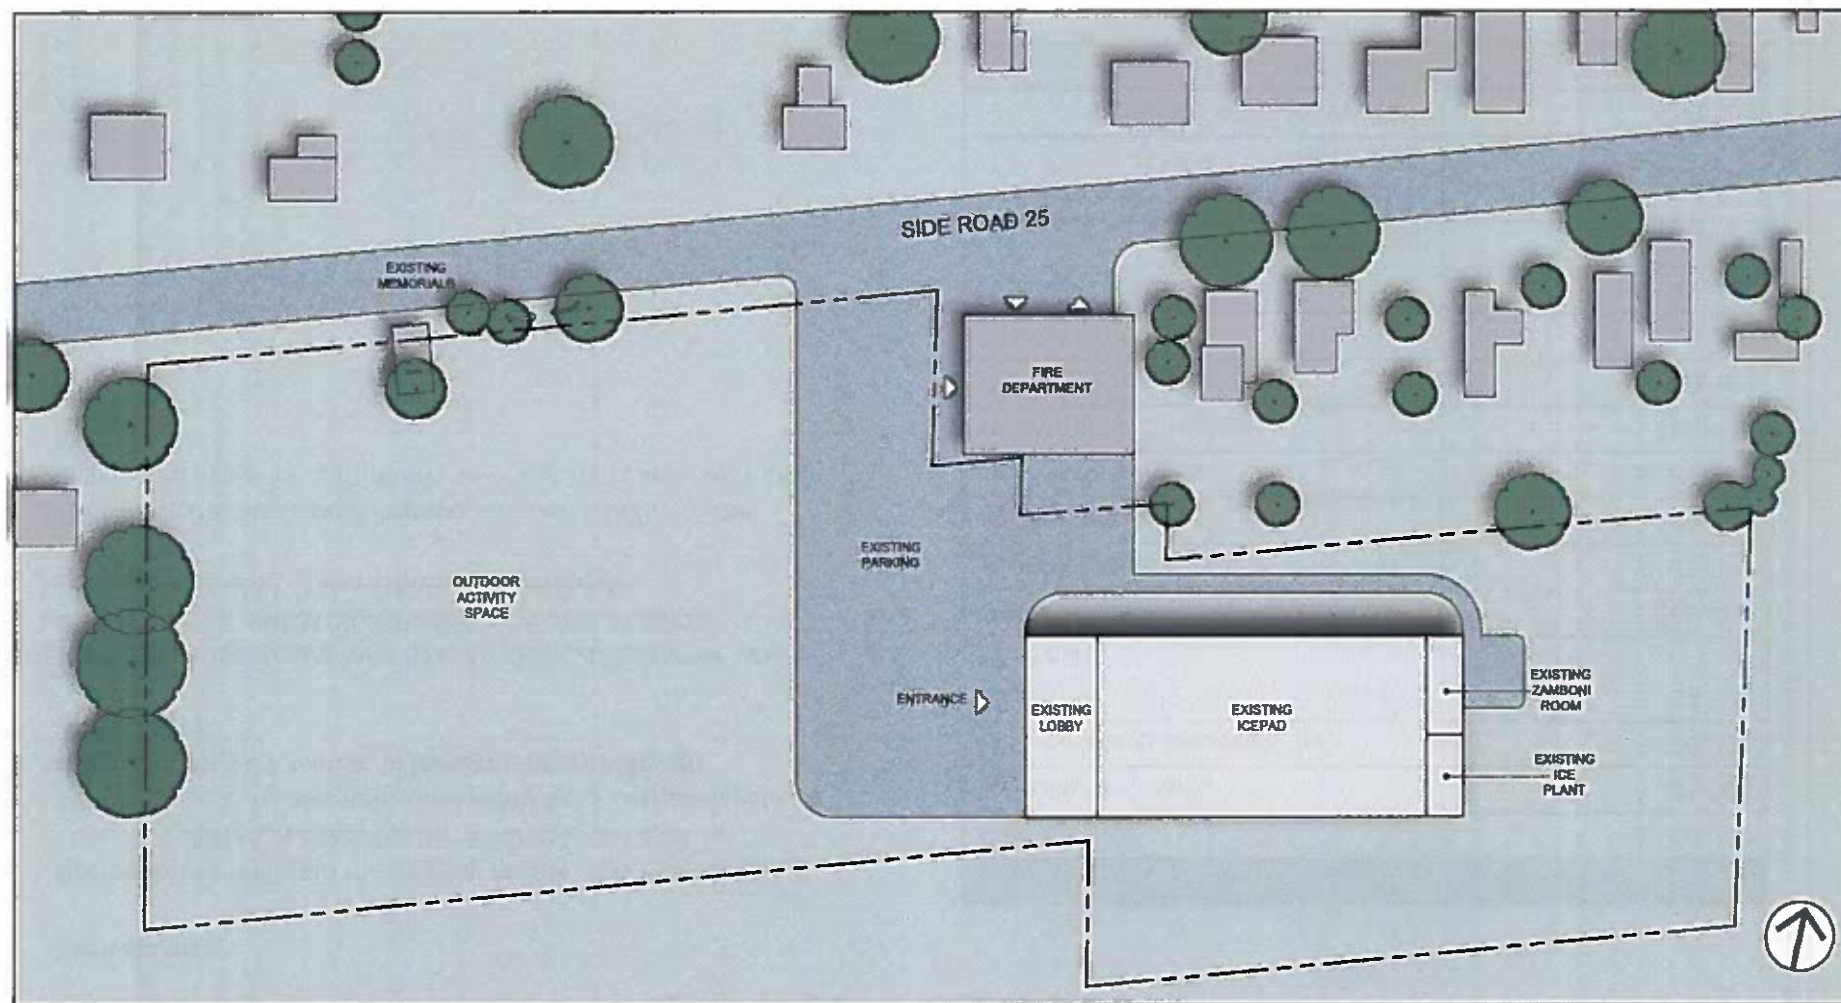 SIDE ROAD 25
EXISTING
MEMORIALS
FIRE
DEPARTMENT
EXISTING
PARKING
OUTDOOR
ACTIVITY
SPACE
ENTRANCE
EXISTING
LOBBY
EXISTING
ICEPAD
EXISTING
ZAMBONI
ROOM
EXISTING
ICE
PLANT